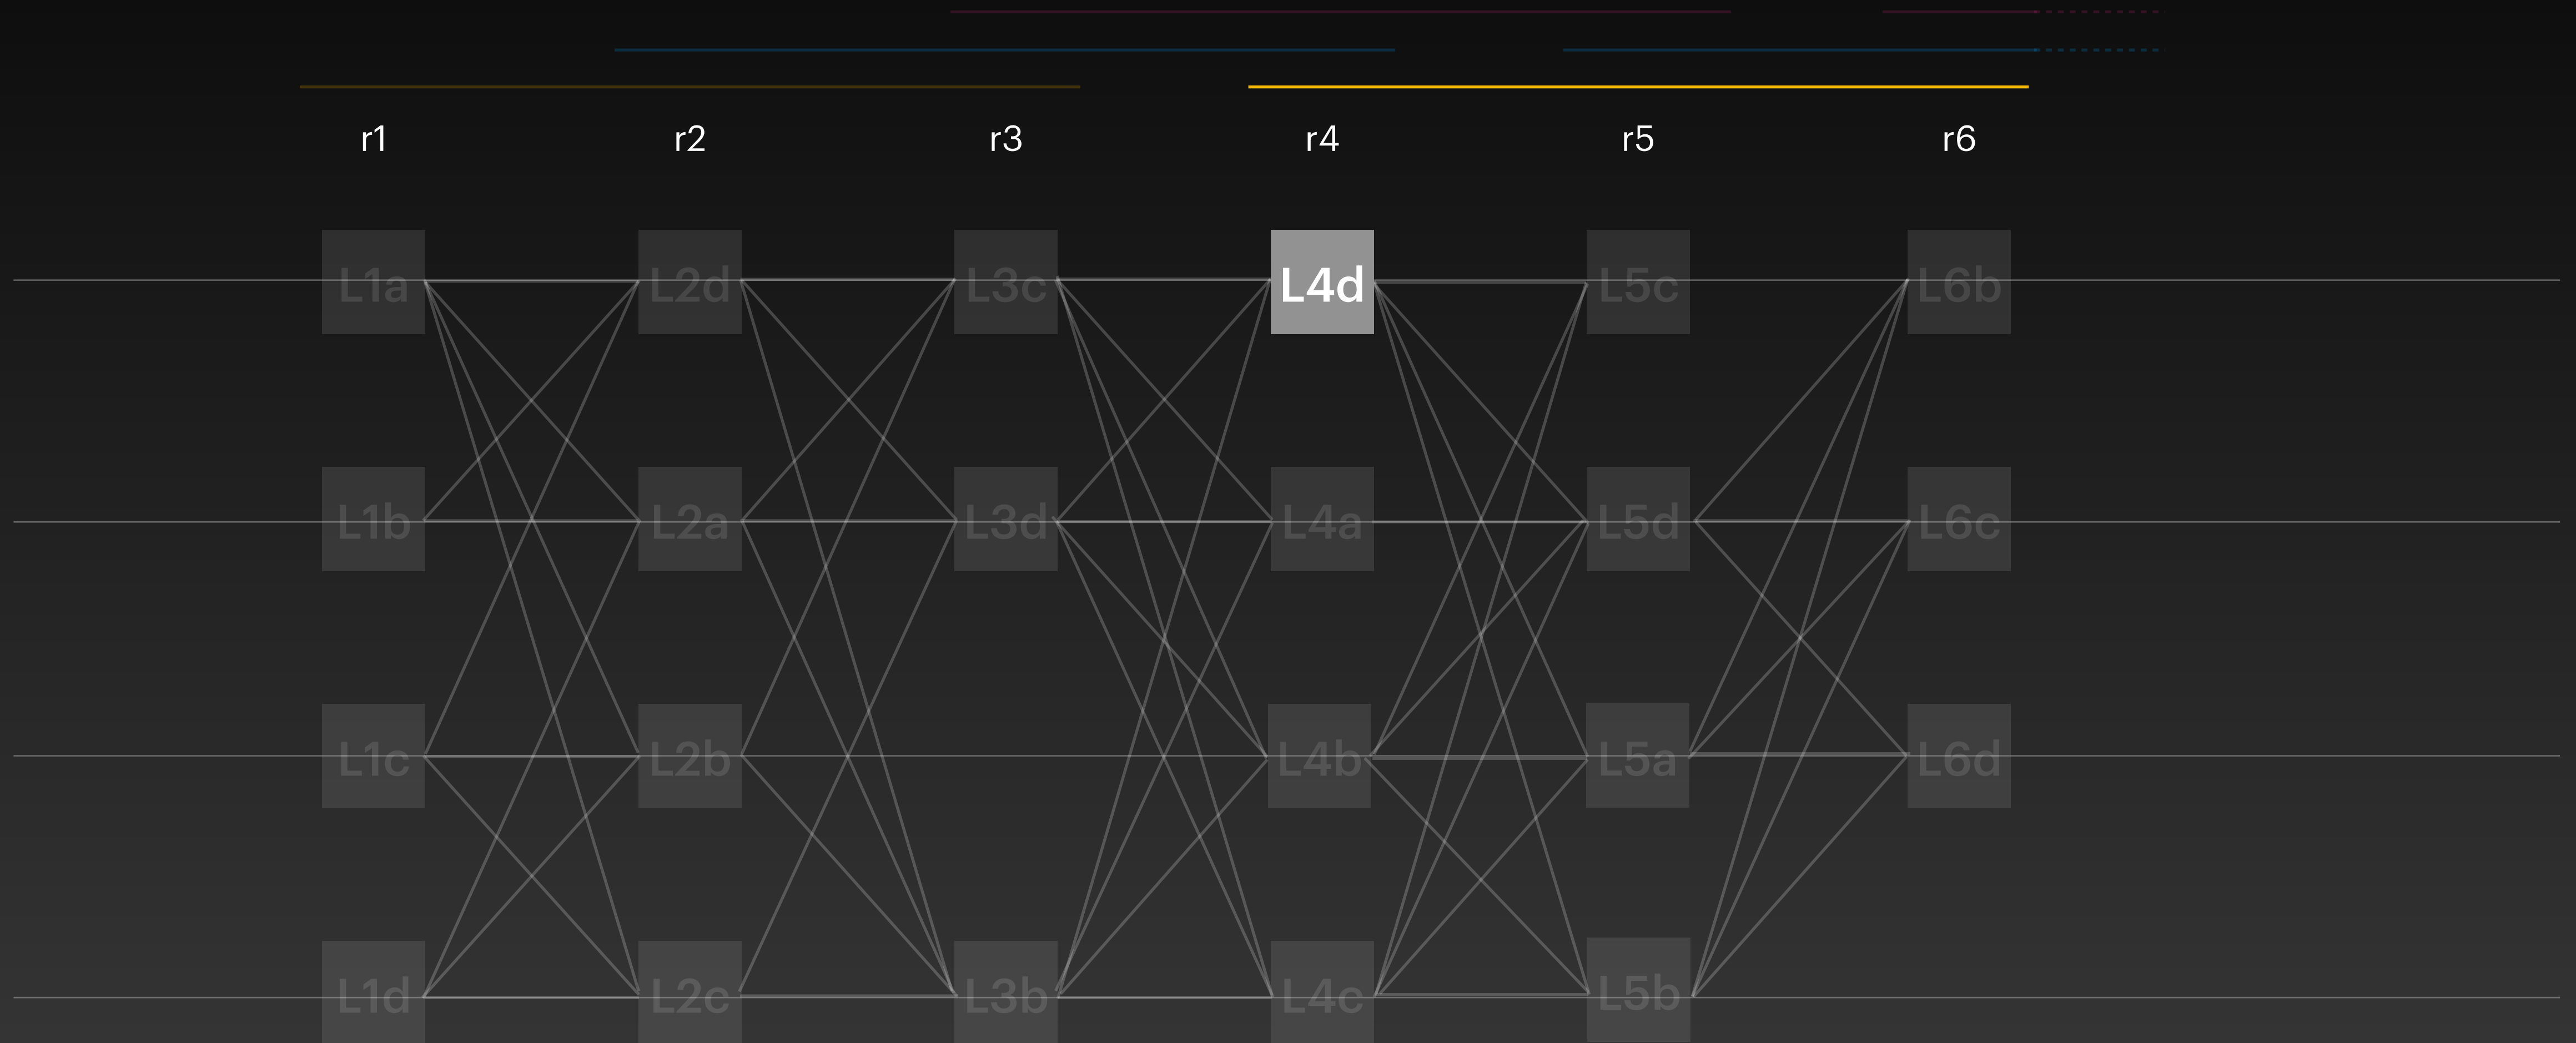 r1 r2 r3 r4 r5 r6
L1a L2d L3c L4d L5c L6b
L1b L2a L3d L4a L5d L6c
L1c L2b L4b L5a L6d
L1d L2c L3b L4c L5b